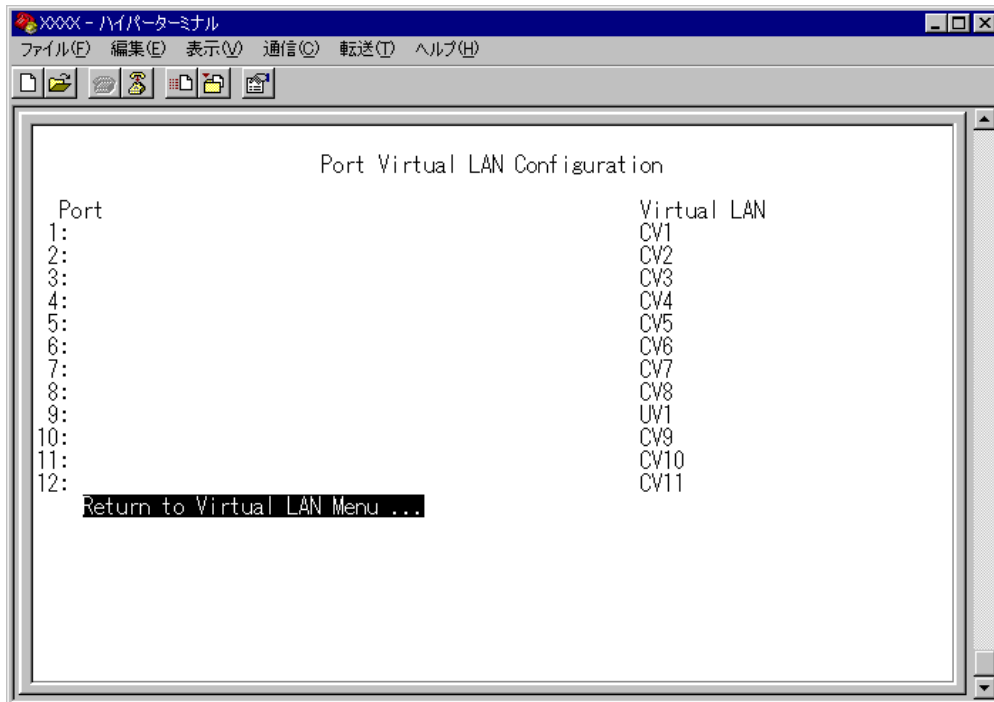 XXXX - ハイパーターミナル
ファイル(F) 編集(E) 表示(V) 通信(C) 転送(T) ヘルプ(H)
Port Virtual LAN Configuration
Port Virtual LAN
1: CV1
2: CV2
3: CV3
4: CV4
5: CV5
6: CV6
7: CV7
8: CV8
9: UV1
10: CV9
11: CV10
12: CV11
Return to Virtual LAN Menu ...